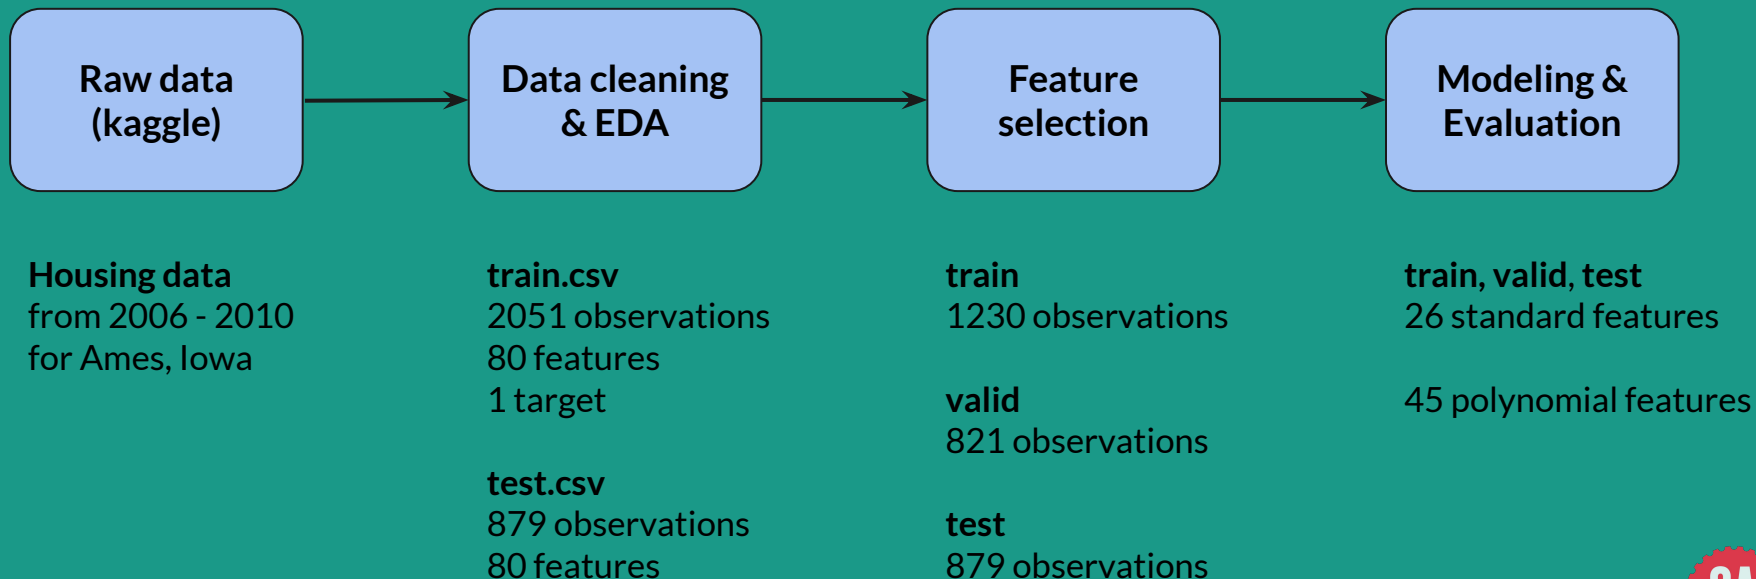 Raw data
(kaggle)
Data cleaning
& EDA
Feature
selection
Modeling &
Evaluation
Housing data
from 2006 - 2010
for Ames, Iowa
train.csv
2051 observations
80 features
1 target
test.csv
879 observations
80 features
train
1230 observations
valid
821 observations
test
879 observations
train, valid, test
26 standard features
45 polynomial features